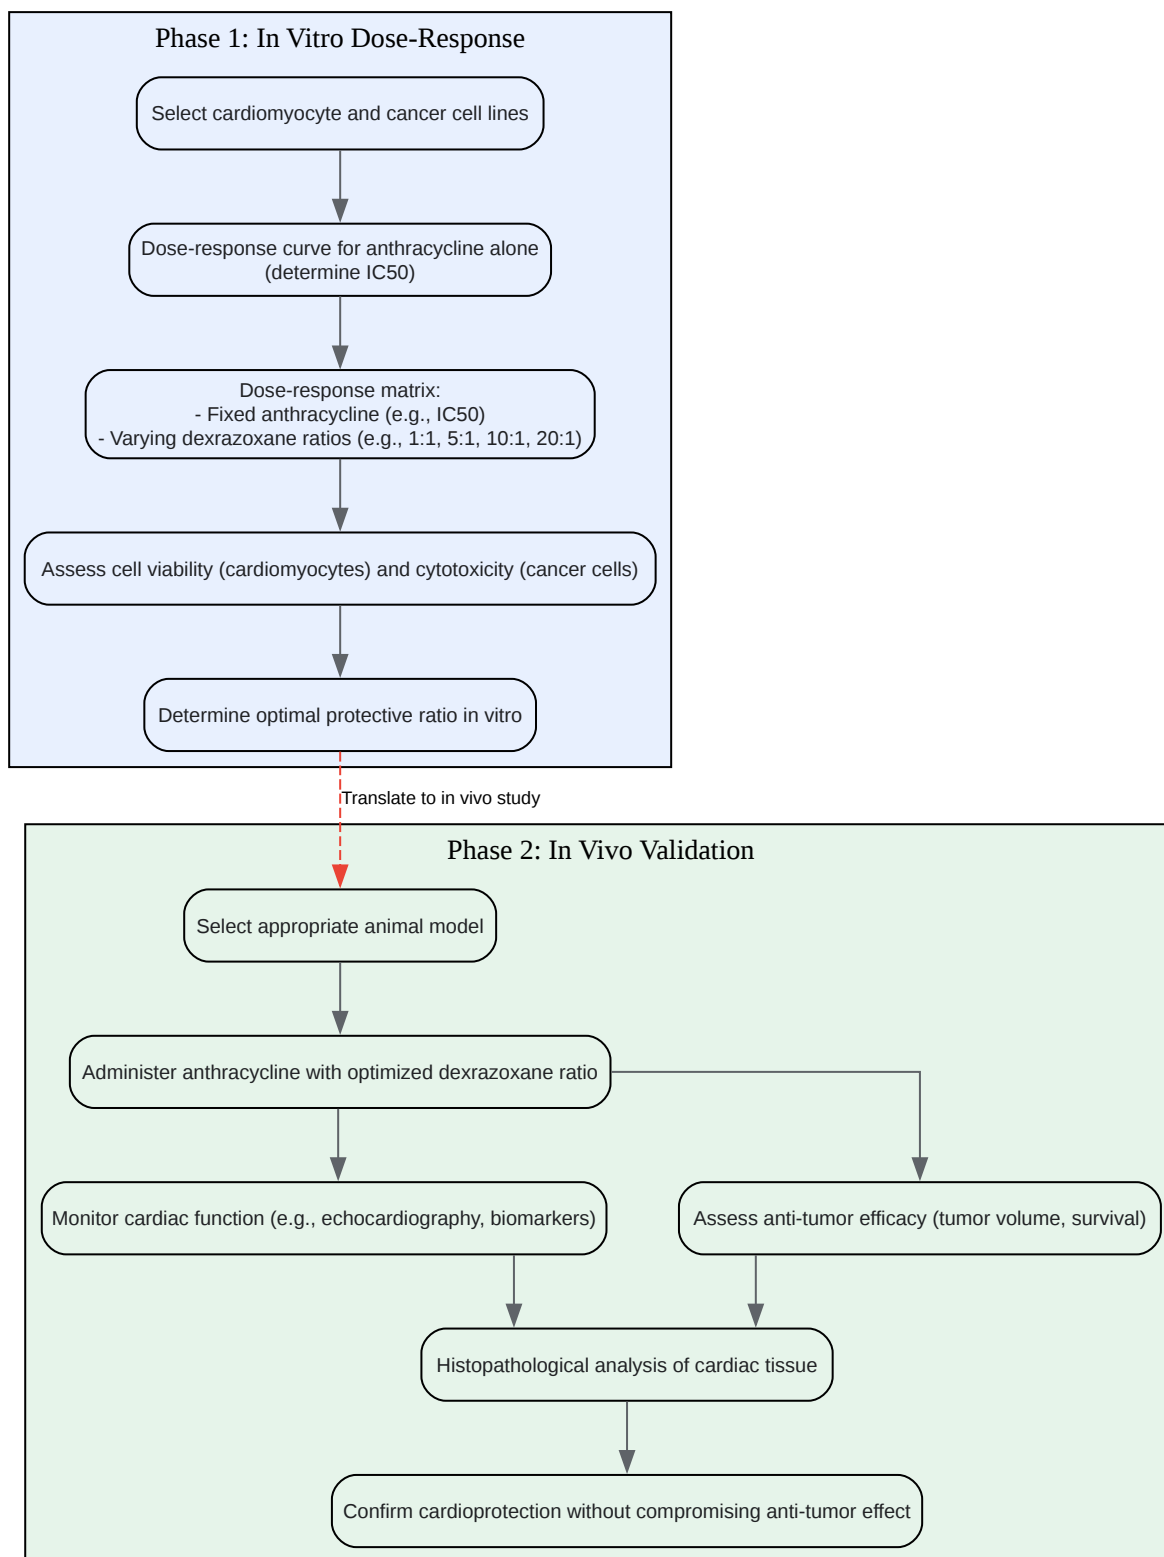 Phase 1: In Vitro Dose-Response
Select cardiomyocyte and cancer cell lines
Dose-response curve for anthracycline alone
(determine IC50)
Dose-response matrix:
- Fixed anthracycline (e.g., IC50)
- Varying dexrazoxane ratios (e.g., 1:1, 5:1, 10:1, 20:1)
Assess cell viability (cardiomyocytes) and cytotoxicity (cancer cells)
Determine optimal protective ratio in vitro
Translate to in vivo study
Phase 2: In Vivo Validation
Select appropriate animal model
Administer anthracycline with optimized dexrazoxane ratio
Monitor cardiac function (e.g., echocardiography, biomarkers)
Assess anti-tumor efficacy (tumor volume, survival)
Histopathological analysis of cardiac tissue
Confirm cardioprotection without compromising anti-tumor effect